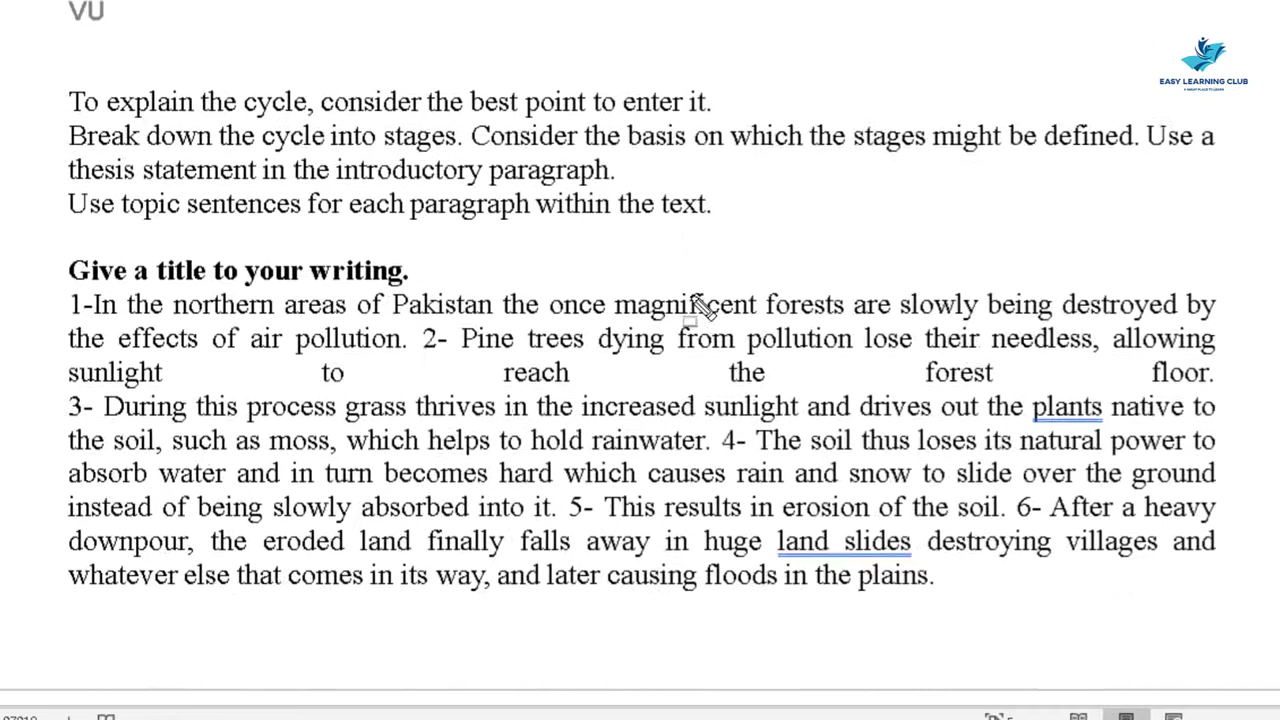 VU
EASY LEARNING CLUB
A GREAT PLACE TO LEARN
To explain the cycle, consider the best point to enter it.
Break down the cycle into stages. Consider the basis on which the stages might be defined. Use a
thesis statement in the introductory paragraph.
Use topic sentences for each paragraph within the text.
Give a title to your writing.
1-In the northern areas of Pakistan the once magnificent forests are slowly being destroyed by
the effects of air pollution. 2- Pine trees dying from pollution lose their needless, allowing
sunlight to reach the forest floor.
3- During this process grass thrives in the increased sunlight and drives out the plants native to
the soil, such as moss, which helps to hold rainwater. 4- The soil thus loses its natural power to
absorb water and in turn becomes hard which causes rain and snow to slide over the ground
instead of being slowly absorbed into it. 5- This results in erosion of the soil. 6- After a heavy
downpour, the eroded land finally falls away in huge land slides destroying villages and
whatever else that comes in its way, and later causing floods in the plains.